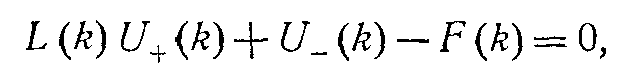 L (k) U₊ (k) + U₋ (k) − F (k) = 0,